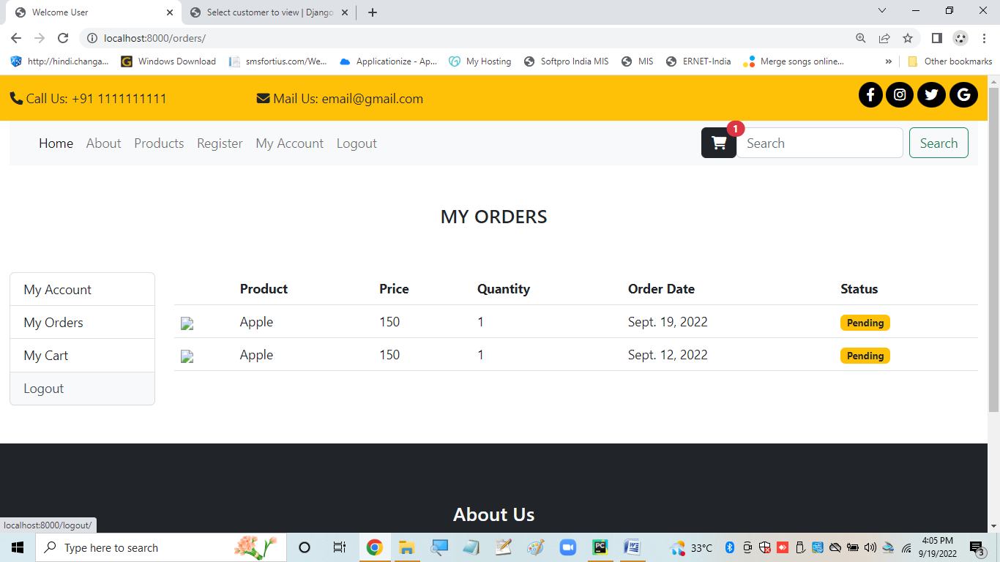 Welcome User
Select customer to view | Django
localhost:8000/orders/
http://hindi.changa... Windows Download smsfortius.com/We... Applicationize - Ap... My Hosting Softpro India MIS MIS ERNET-India Merge songs online... » Other bookmarks
Call Us: +91 1111111111 Mail Us: email@gmail.com
Home About Products Register My Account Logout 1 Search Search
MY ORDERS
My Account
My Orders
My Cart
Logout
Product Price Quantity Order Date Status
Apple 150 1 Sept. 19, 2022 Pending
Apple 150 1 Sept. 12, 2022 Pending
About Us
localhost:8000/logout/
Type here to search
33°C
4:05 PM
9/19/2022
3